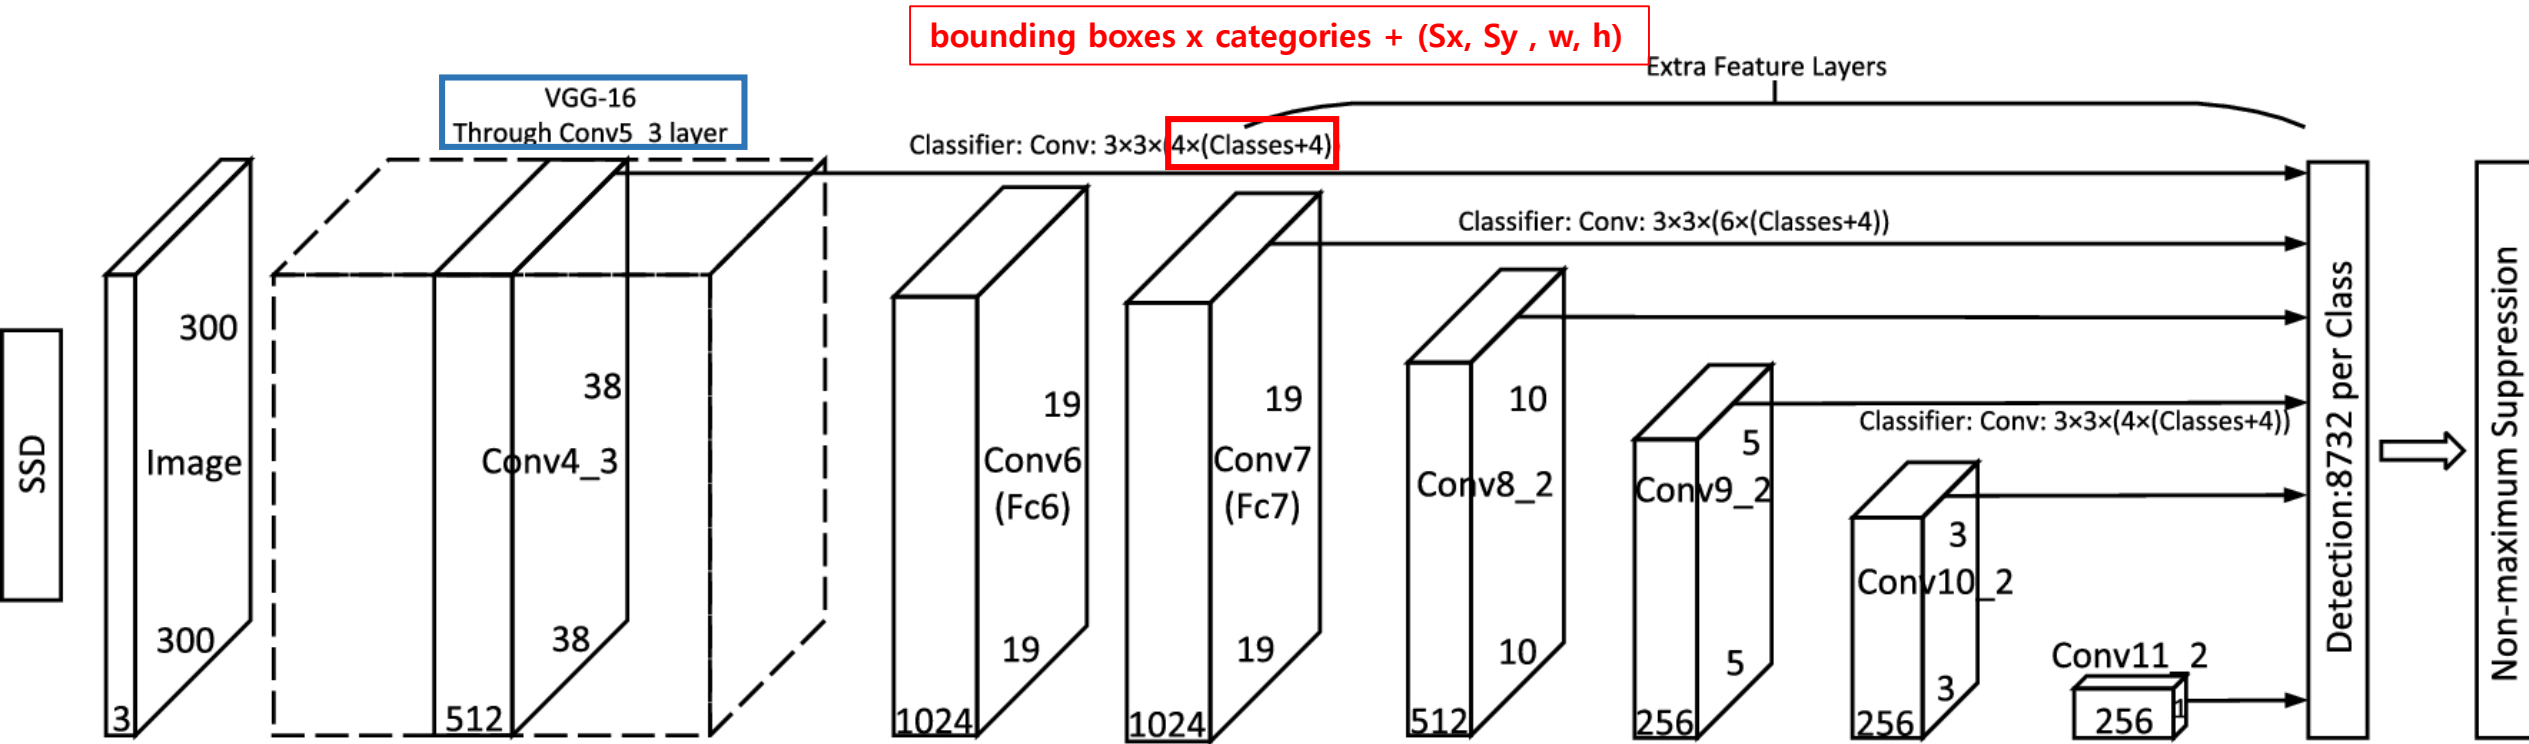 bounding boxes x categories + (Sx, Sy , w, h)
Extra Feature Layers
VGG-16
Through Conv5_3 layer
Classifier: Conv: 3×3×(4×(Classes+4)
Classifier: Conv: 3×3×(6×(Classes+4))
Classifier: Conv: 3×3×(4×(Classes+4))
SSD
300
Image
300
3
38
Conv4_3
38
512
19
Conv6
(Fc6)
19
1024
19
Conv7
(Fc7)
19
1024
10
Conv8_2
10
512
5
Conv9_2
5
256
3
Conv10_2
3
256
Conv11_2
256
1
Detection:8732 per Class
Non-maximum Suppression